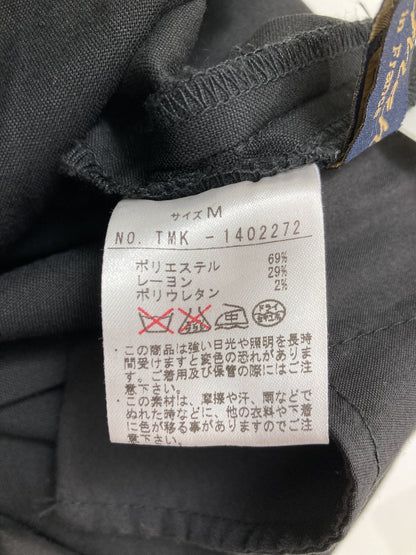 サイズ M
NO. TMK - 1402272
ポリエステル 69%
レーヨン 29%
ポリウレタン 2%
・この商品は強い日光や照明を長時
間受けますと変色の恐れがありま
す。ご着用及び保管の際にはご注
意下さい。
・この素材は、摩擦や汗、雨などで
ぬれた時などに、他の衣料や下着
に色が移る事がありますのでご注
意下さい。